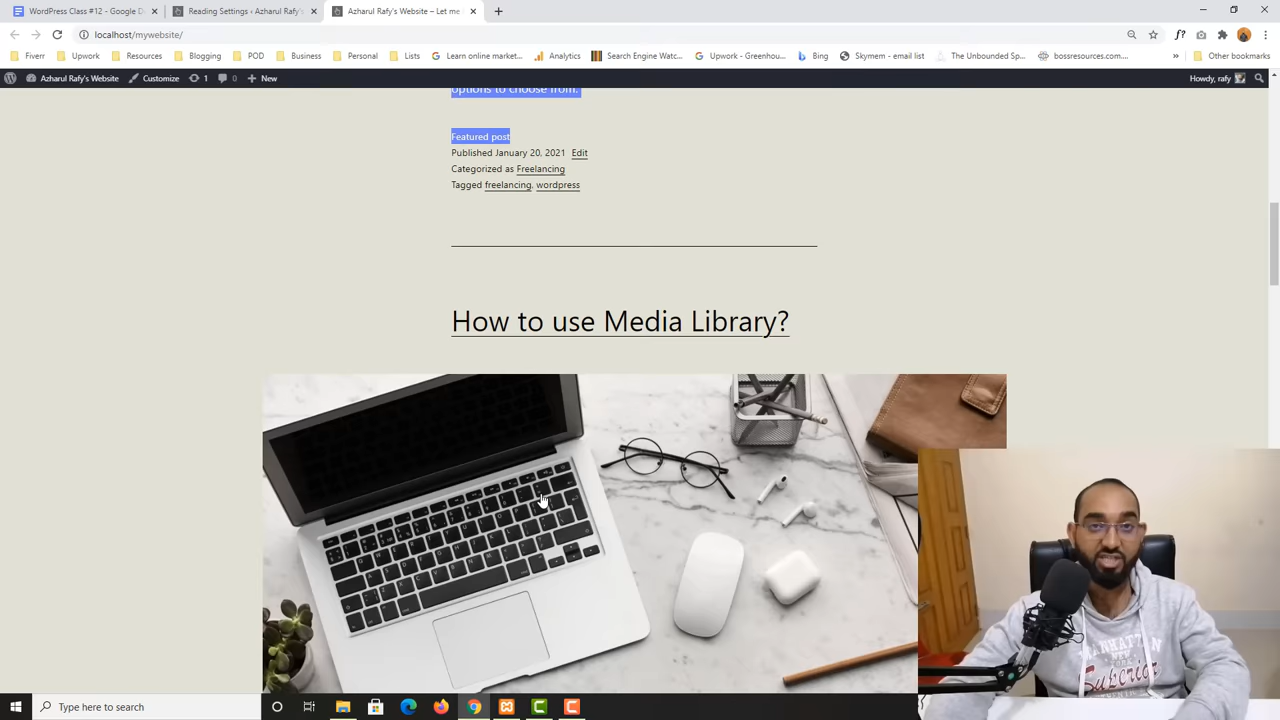 WordPress Class #12 - Google D
Reading Settings ‹ Azharul Rafy's
Azharul Rafy's Website – Let me
localhost/mywebsite/
Fiverr
Upwork
Resources
Blogging
POD
Business
Personal
Lists
Learn online market...
Analytics
Search Engine Watc...
Upwork - Greenhou...
Bing
Skymem - email list
The Unbounded Sp...
bossresources.com...
Other bookmarks
Azharul Rafy's Website
Customize
1
0
New
Howdy, rafy
options to choose from.
Featured post
Published January 20, 2021 Edit
Categorized as Freelancing
Tagged freelancing, wordpress
How to use Media Library?
MANHATTAN
Superior
Type here to search